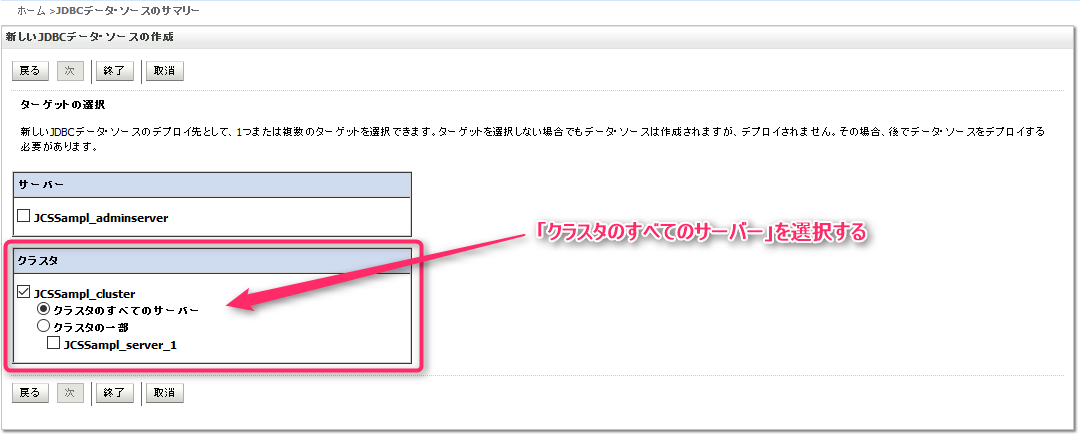 ホーム >JDBCデータ・ソースのサマリー
新しいJDBCデータ・ソースの作成
戻る 次 終了 取消
ターゲットの選択
新しいJDBCデータ・ソースのデプロイ先として、1つまたは複数のターゲットを選択できます。ターゲットを選択しない場合でもデータ・ソースは作成されますが、デプロイされません。その場合、後でデータ・ソースをデプロイする
必要があります。
サーバー
JCSSampl_adminserver
「クラスタのすべてのサーバー」を選択する
クラスタ
JCSSampl_cluster
クラスタのすべてのサーバー
クラスタの一部
JCSSampl_server_1
戻る 次 終了 取消